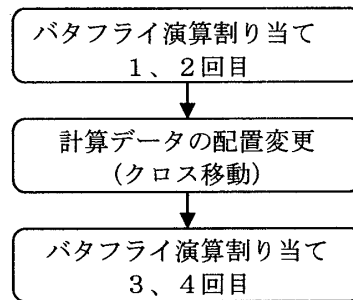 バタフライ演算割り当て
1、2回目
計算データの配置変更
(クロス移動)
バタフライ演算割り当て
3、4回目